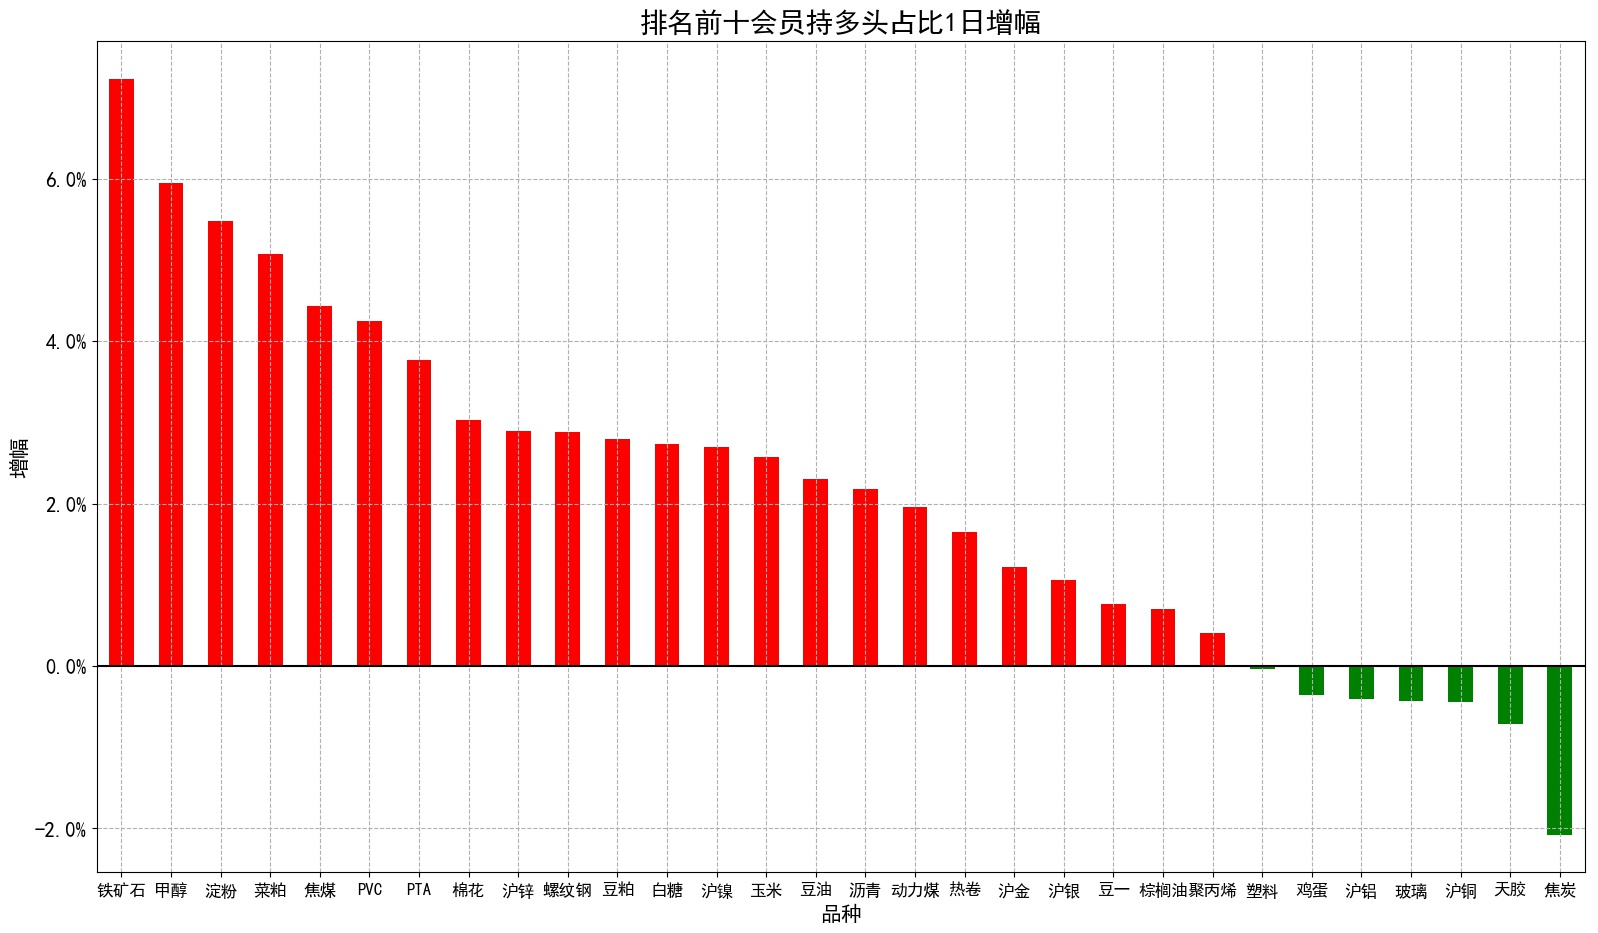 排名前十会员持多头占比1日增幅
增幅
6.0%
4.0%
2.0%
0.0%
-2.0%
铁矿石 甲醇 淀粉 菜粕 焦煤 PVC PTA 棉花 沪锌 螺纹钢 豆粕 白糖 沪镍 玉米 豆油 沥青 动力煤 热卷 沪金 沪银 豆一 棕榈油 聚丙烯 塑料 鸡蛋 沪铝 玻璃 沪铜 天胶 焦炭
品种